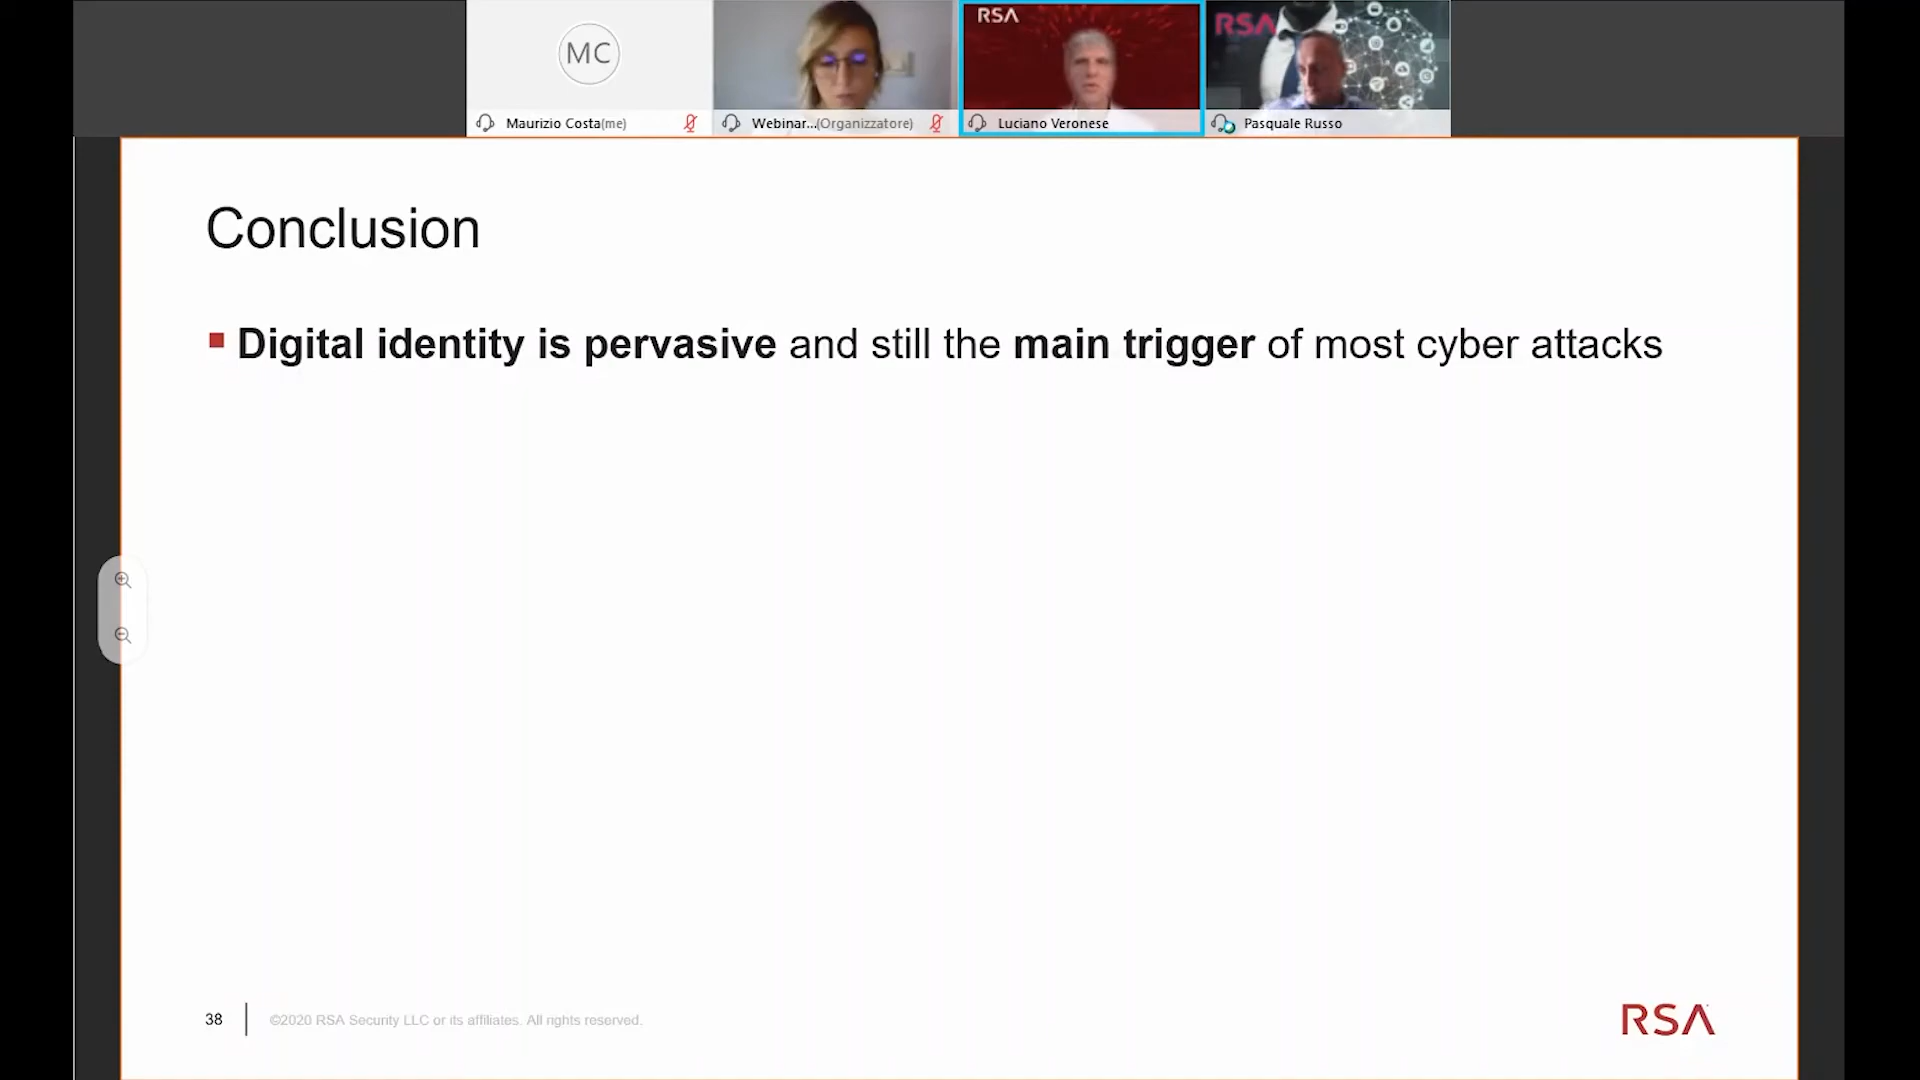 MC
RSA
RSA
Maurizio Costa(me)
Webinar...(Organizzatore)
Luciano Veronese
Pasquale Russo
Conclusion
Digital identity is pervasive and still the main trigger of most cyber attacks
38
©2020 RSA Security LLC or its affiliates. All rights reserved.
RSA